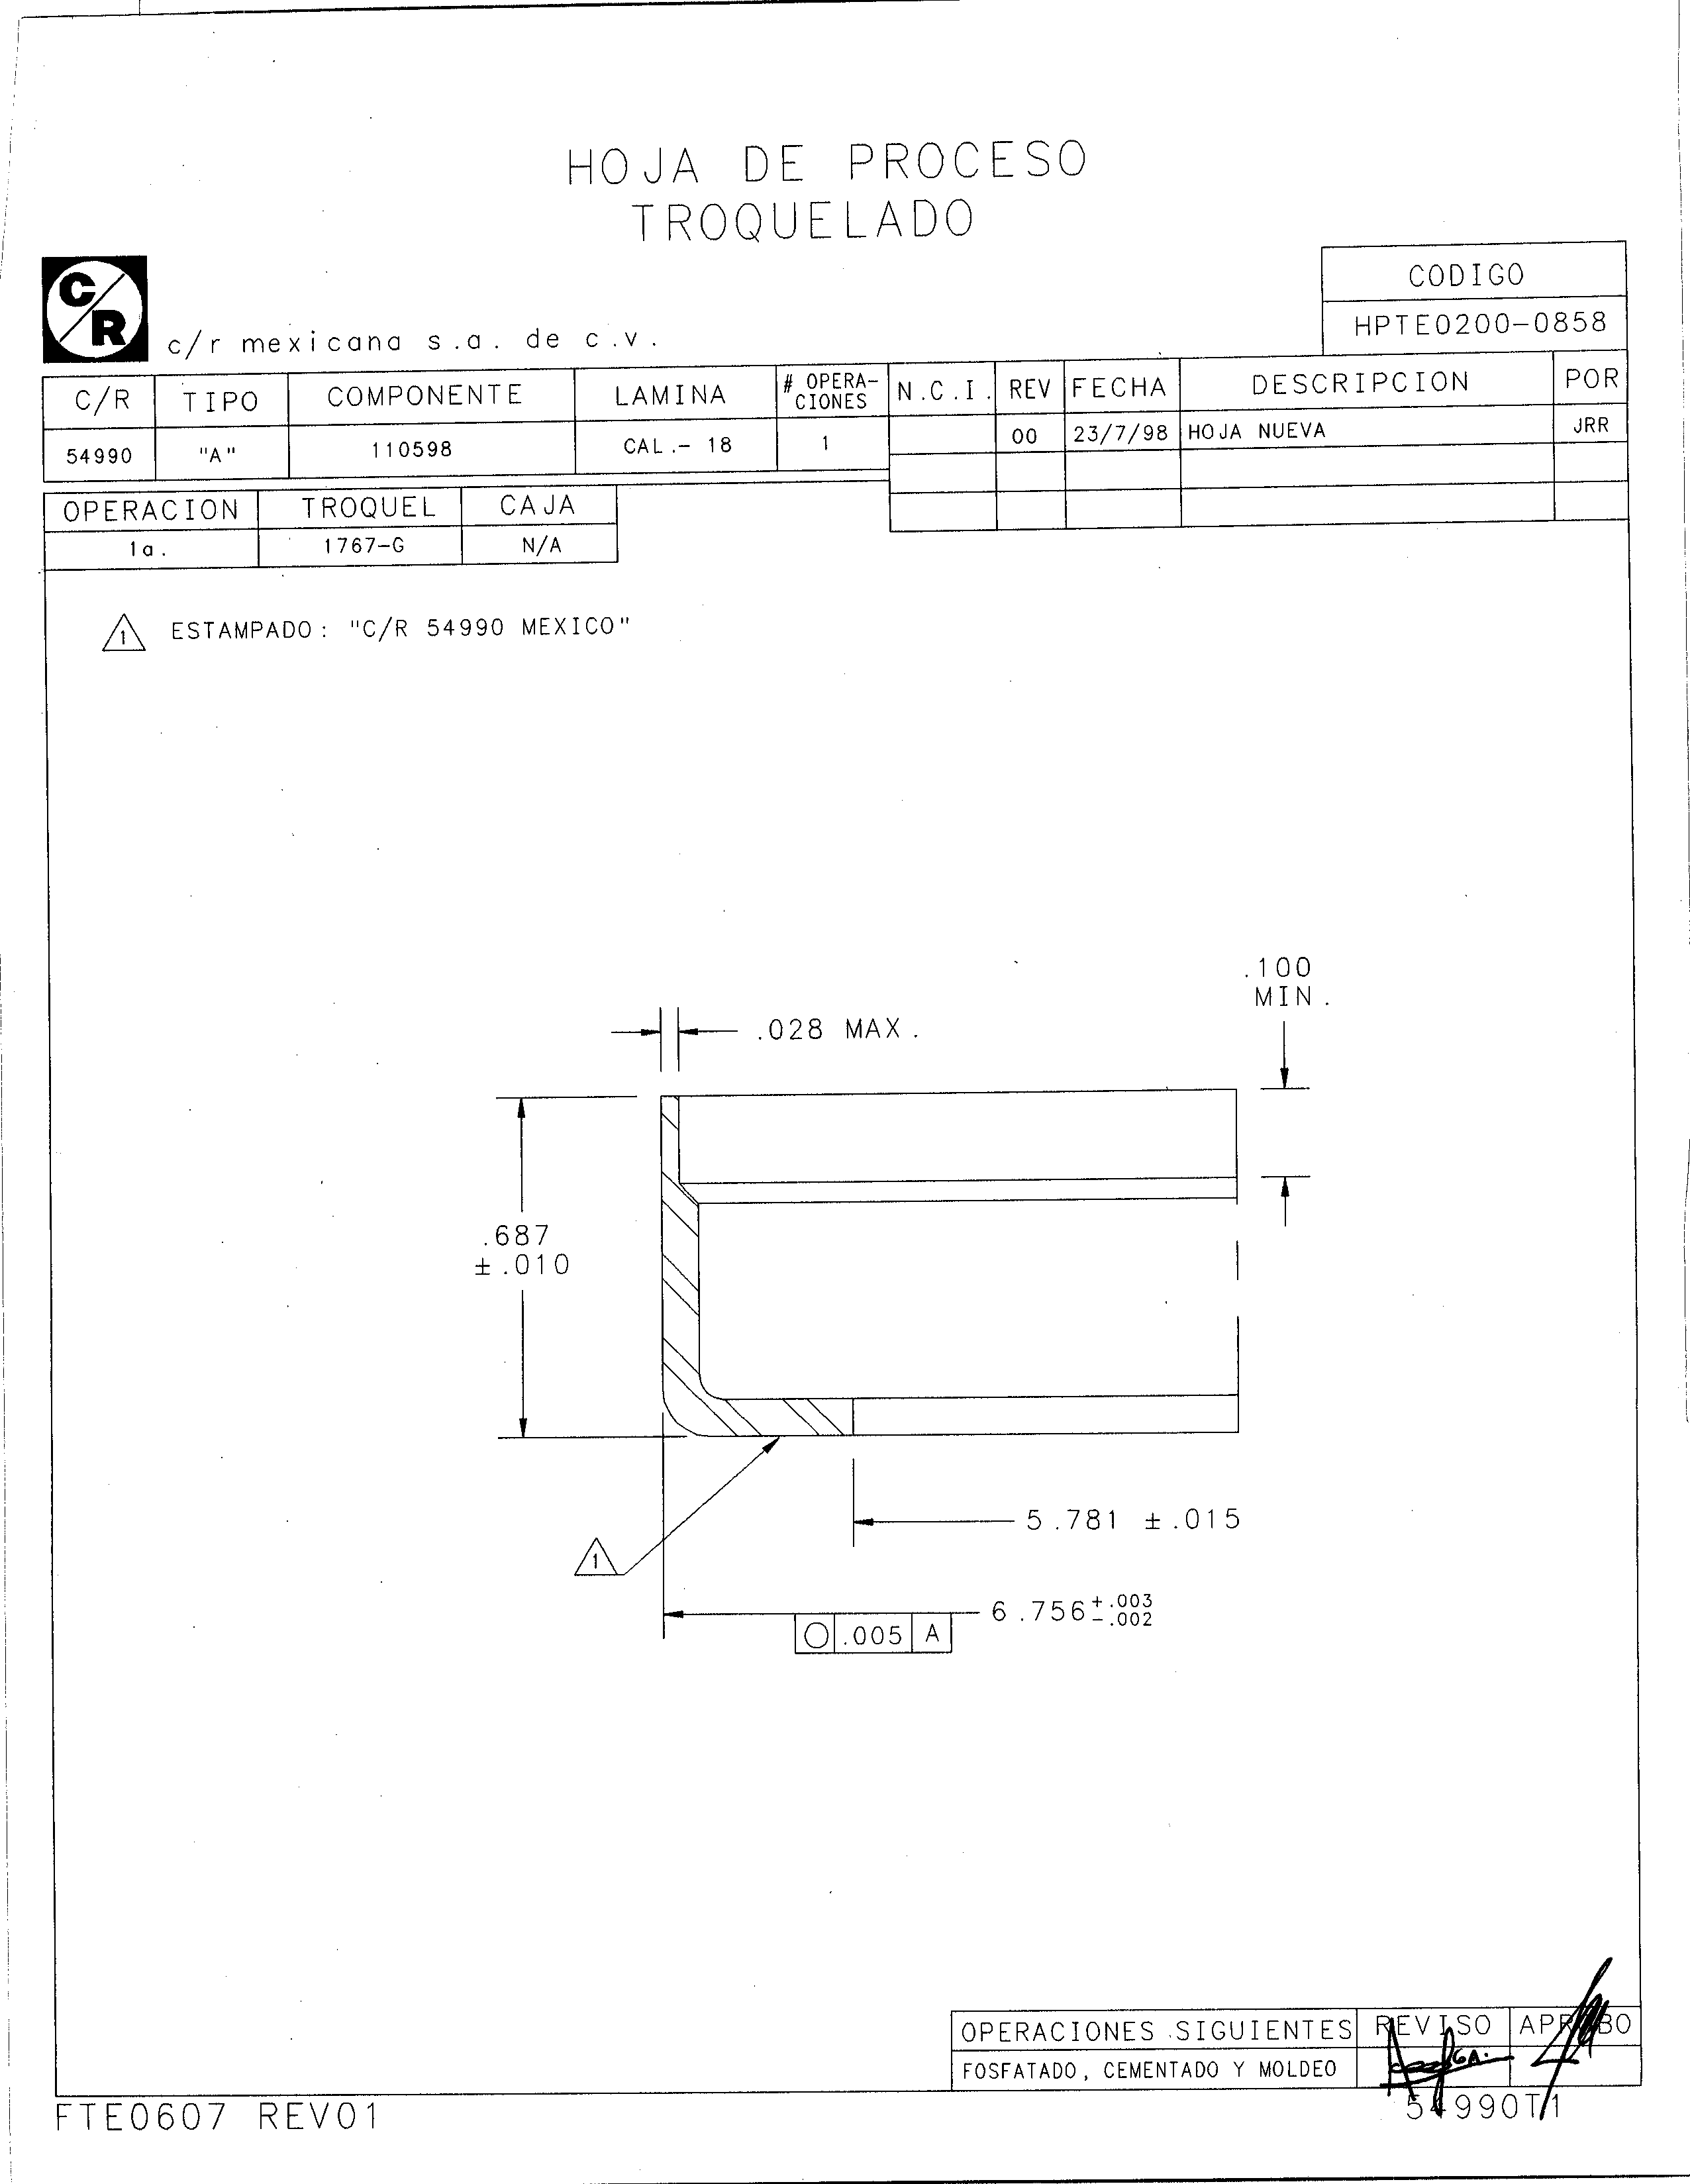 HOJA DE PROCESO
TROQUELADO
C/R
c/r mexicana s.a. de c.v.
CODIGO
HPTE0200-0858
C/R TIPO COMPONENTE LAMINA # OPERA-CIONES N.C.I. REV FECHA DESCRIPCION POR
54990 "A" 110598 CAL.- 18 1 00 23/7/98 HOJA NUEVA JRR
OPERACION TROQUEL CAJA
1a. 1767-G N/A
1 ESTAMPADO: "C/R 54990 MEXICO"
.100
MIN.
.028 MAX.
.687
±.010
5.781 ±.015
1
6.756 +.003
-.002
.005 A
OPERACIONES SIGUIENTES REVISO APROBO
FOSFATADO, CEMENTADO Y MOLDEO
FTE0607 REV01
54990T1